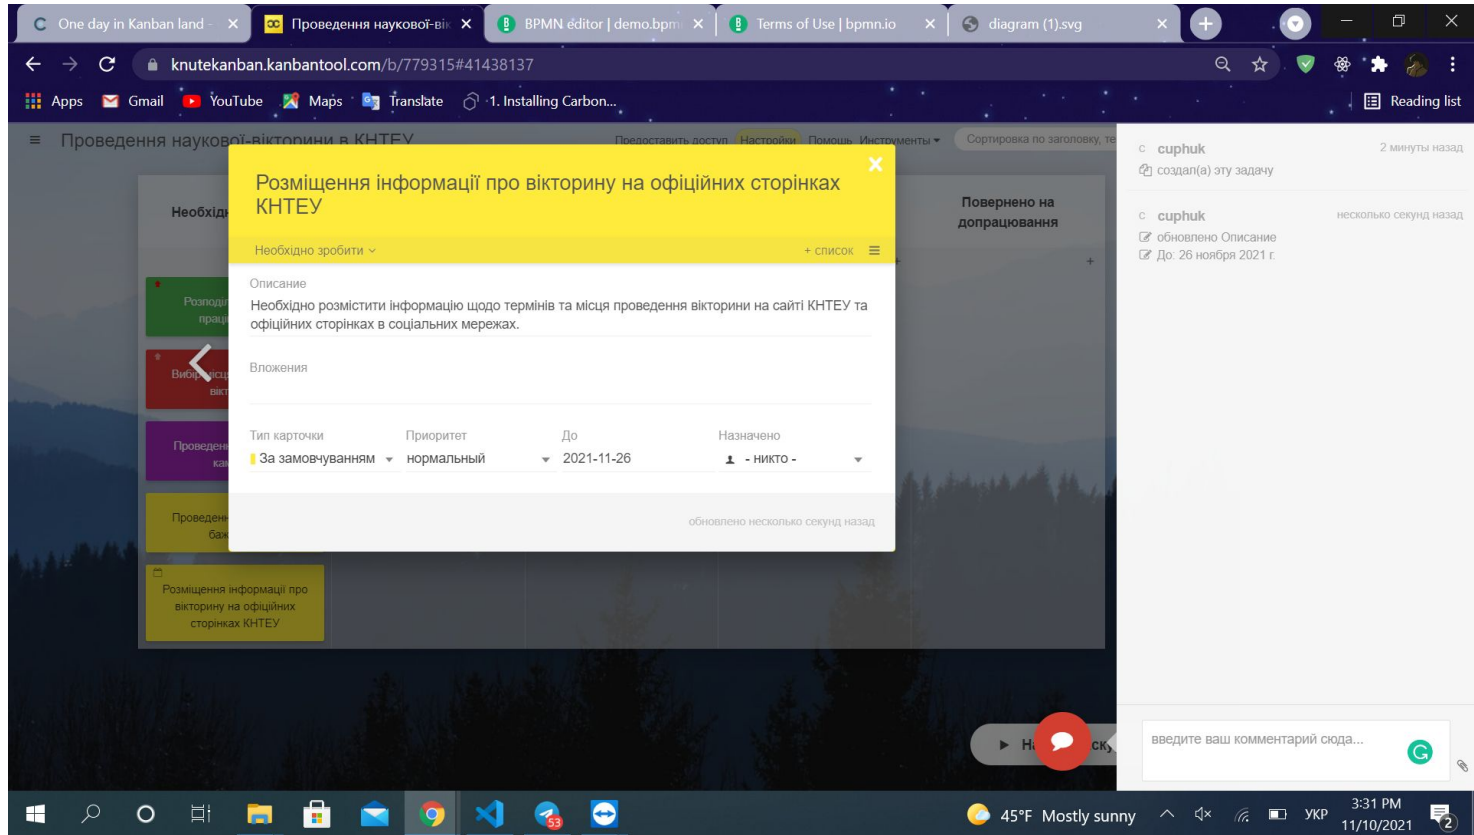 One day in Kanban land -
Проведення наукової-вік
BPMN editor | demo.bpm
Terms of Use | bpmn.io
diagram (1).svg
knutekanban.kanbantool.com/b/779315#41438137
Apps
Gmail
YouTube
Maps
Translate
1. Installing Carbon...
Reading list
Проведення наукової-вікторини в КНТЕУ
Предоставить доступ
Настройки
Помощь
Инструменты
Сортировка по заголовку, те
Розміщення інформації про вікторину на офіційних сторінках
КНТЕУ
Необхідно зробити
+ список
Описание
Необхідно розмістити інформацію щодо термінів та місця проведення вікторини на сайті КНТЕУ та
офіційних сторінках в соціальних мережах.
Вложения
Тип карточки
Приоритет
До
Назначено
За замовчуванням
нормальный
2021-11-26
- никто -
обновлено несколько секунд назад
Повернено на
допрацювання
+
Розміщення інформації про
вікторину на офіційних
сторінках КНТЕУ
c cuphuk
2 минуты назад
создал(а) эту задачу
c cuphuk
несколько секунд назад
обновлено Описание
До: 26 ноября 2021 г.
введите ваш комментарий сюда...
53
45°F Mostly sunny
УКР
3:31 PM
11/10/2021
2